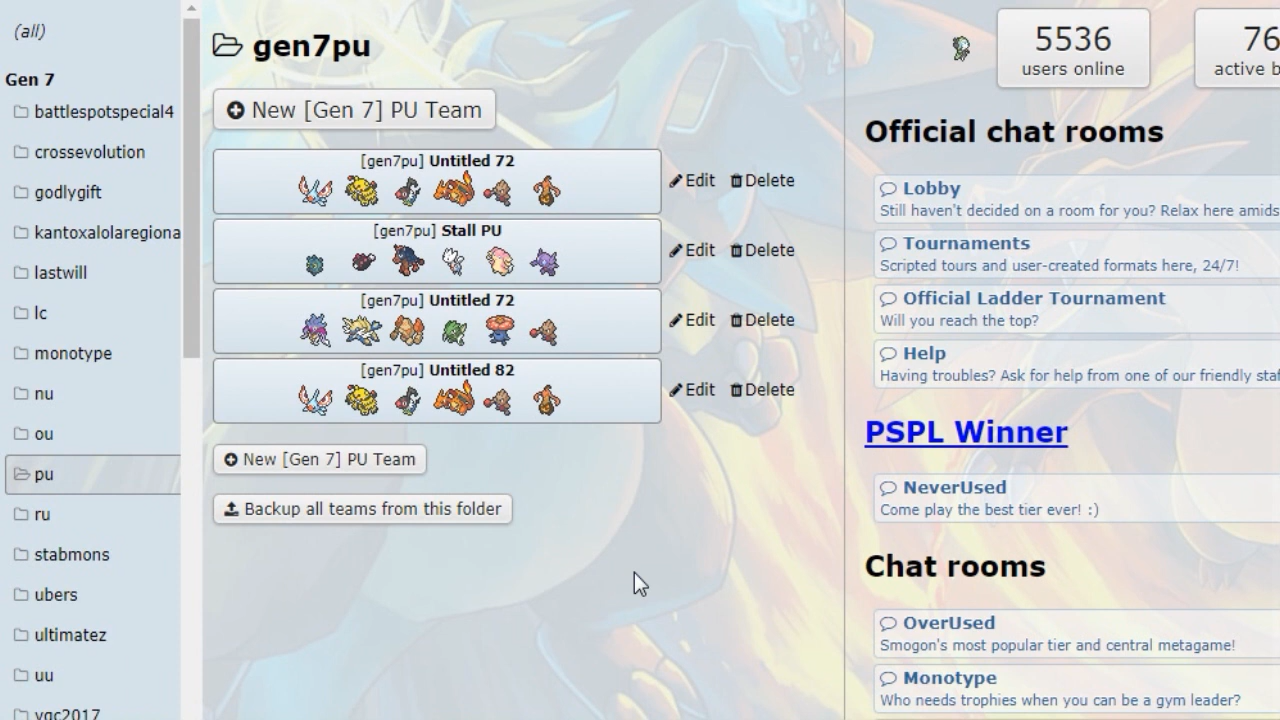 (all)
Gen 7
battlespotspecial4
crossevolution
godlygift
kantoxalolaregiona
lastwill
lc
monotype
nu
ou
pu
ru
stabmons
ubers
ultimatez
uu
vgc2017
gen7pu
New [Gen 7] PU Team
[gen7pu] Untitled 72
Edit Delete
[gen7pu] Stall PU
Edit Delete
[gen7pu] Untitled 72
Edit Delete
[gen7pu] Untitled 82
Edit Delete
New [Gen 7] PU Team
Backup all teams from this folder
5536
users online
76
active b
Official chat rooms
Lobby
Still haven't decided on a room for you? Relax here amids
Tournaments
Scripted tours and user-created formats here, 24/7!
Official Ladder Tournament
Will you reach the top?
Help
Having troubles? Ask for help from one of our friendly staf
PSPL Winner
NeverUsed
Come play the best tier ever! :)
Chat rooms
OverUsed
Smogon's most popular tier and central metagame!
Monotype
Who needs trophies when you can be a gym leader?